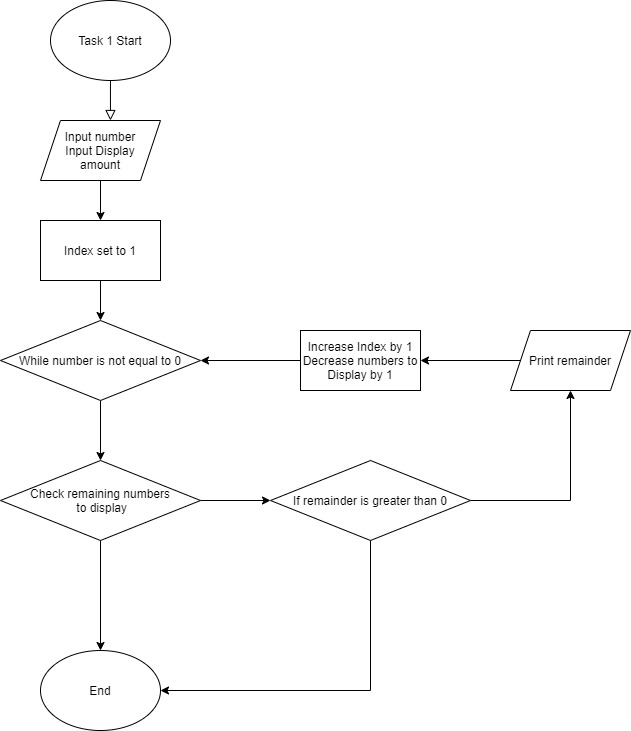 Task 1 Start
Input number
Input Display
amount
Index set to 1
While number is not equal to 0
Increase Index by 1
Decrease numbers to
Display by 1
Print remainder
Check remaining numbers
to display
If remainder is greater than 0
End